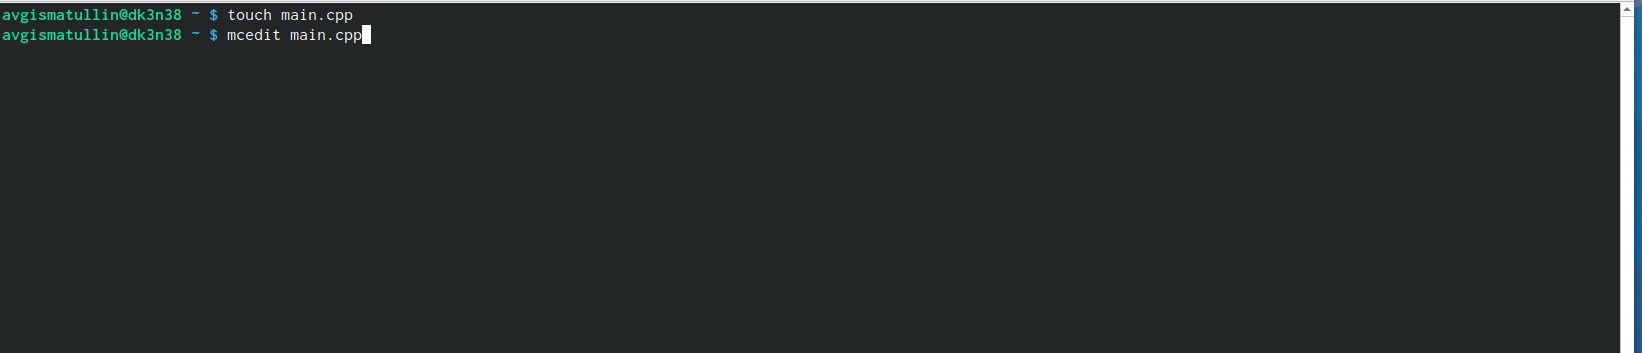 avgismatullin@dk3n38 ~ $ touch main.cpp
avgismatullin@dk3n38 ~ $ mcedit main.cpp